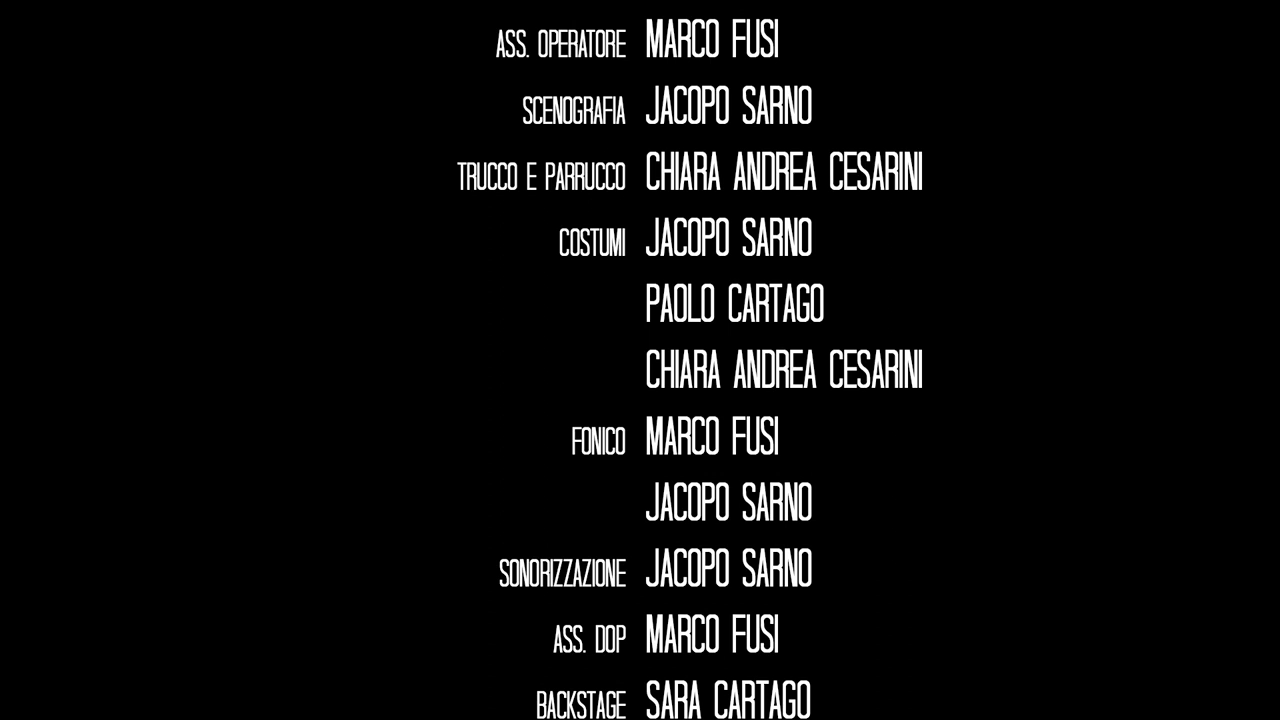 ASS. OPERATORE MARCO FUSI
SCENOGRAFIA JACOPO SARNO
TRUCCO E PARRUCCO CHIARA ANDREA CESARINI
COSTUMI JACOPO SARNO
PAOLO CARTAGO
CHIARA ANDREA CESARINI
FONICO MARCO FUSI
JACOPO SARNO
SONORIZZAZIONE JACOPO SARNO
ASS. DOP MARCO FUSI
BACKSTAGE SARA CARTAGO